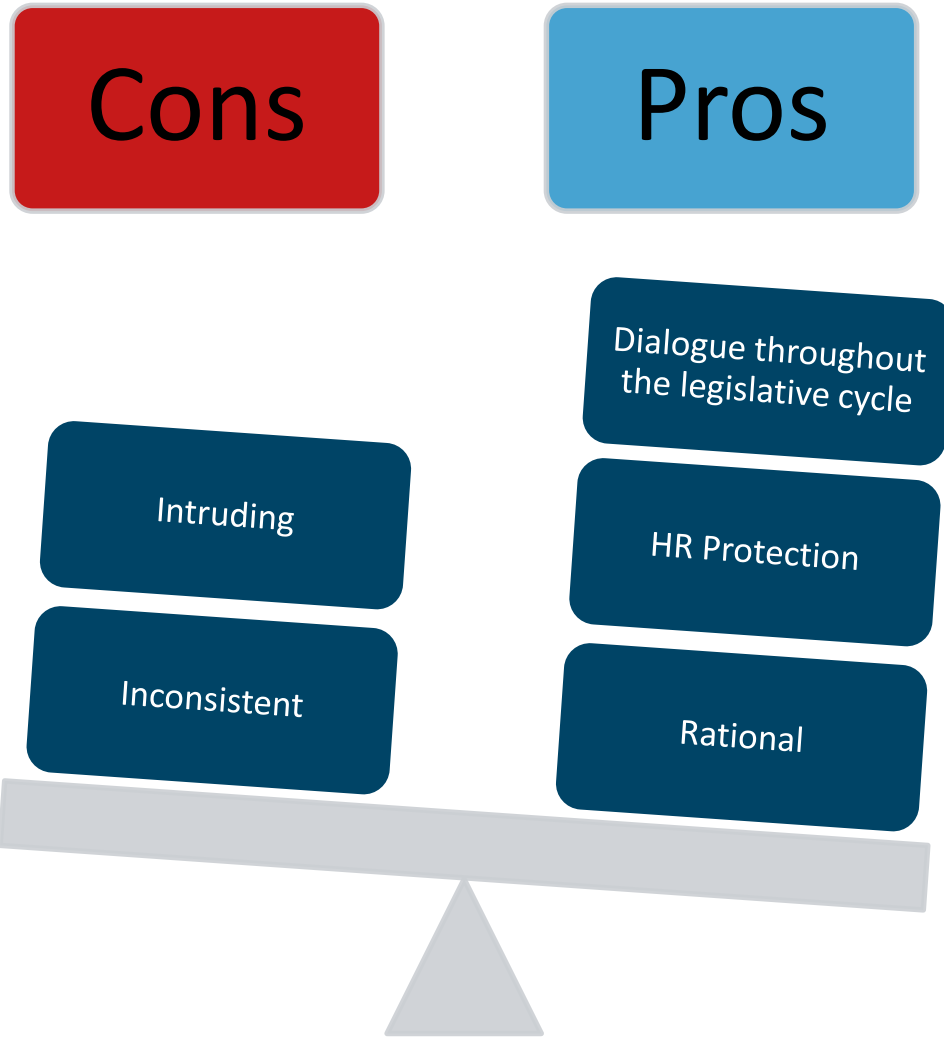 Cons
Pros
Intruding
Inconsistent
Dialogue throughout
the legislative cycle
HR Protection
Rational